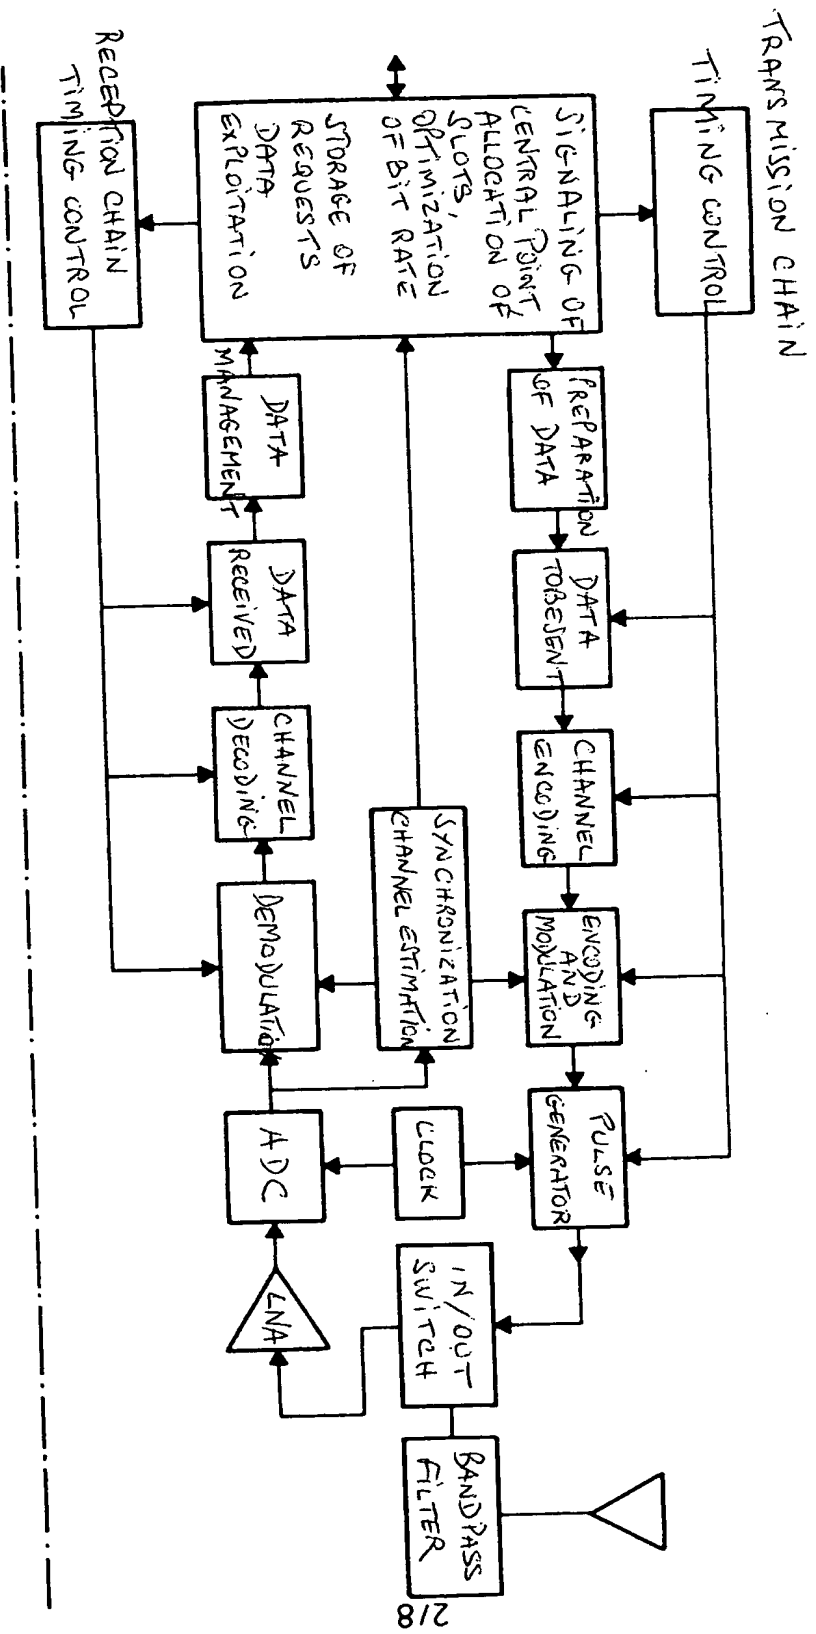 TRANSMISSION CHAIN
TIMING CONTROL
SIGNALING OF
CENTRAL POINT,
ALLOCATION OF
SLOTS,
OPTIMIZATION
OF BIT RATE
STORAGE OF
REQUESTS
DATA
EXPLOITATION
RECEPTION CHAIN
TIMING CONTROL
PREPARATION
OF DATA
DATA
TO BE SENT
CHANNEL
ENCODING
ENCODING
AND
MODULATION
PULSE
GENERATOR
SYNCHRONIZATION
CHANNEL ESTIMATION
CLOCK
IN/OUT
SWITCH
BANDPASS
FILTER
DATA
MANAGEMENT
DATA
RECEIVED
CHANNEL
DECODING
DEMODULATION
ADC
LNA
2/8